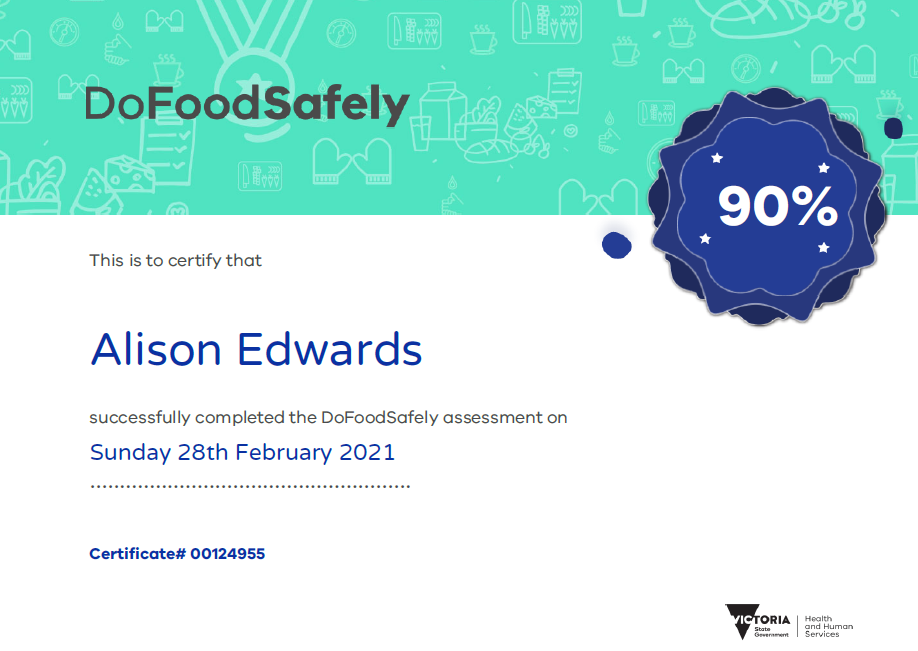 DoFoodSafely
90%
This is to certify that
Alison Edwards
successfully completed the DoFoodSafely assessment on
Sunday 28th February 2021
Certificate# 00124955
VICTORIA
State
Government
Health
and Human
Services